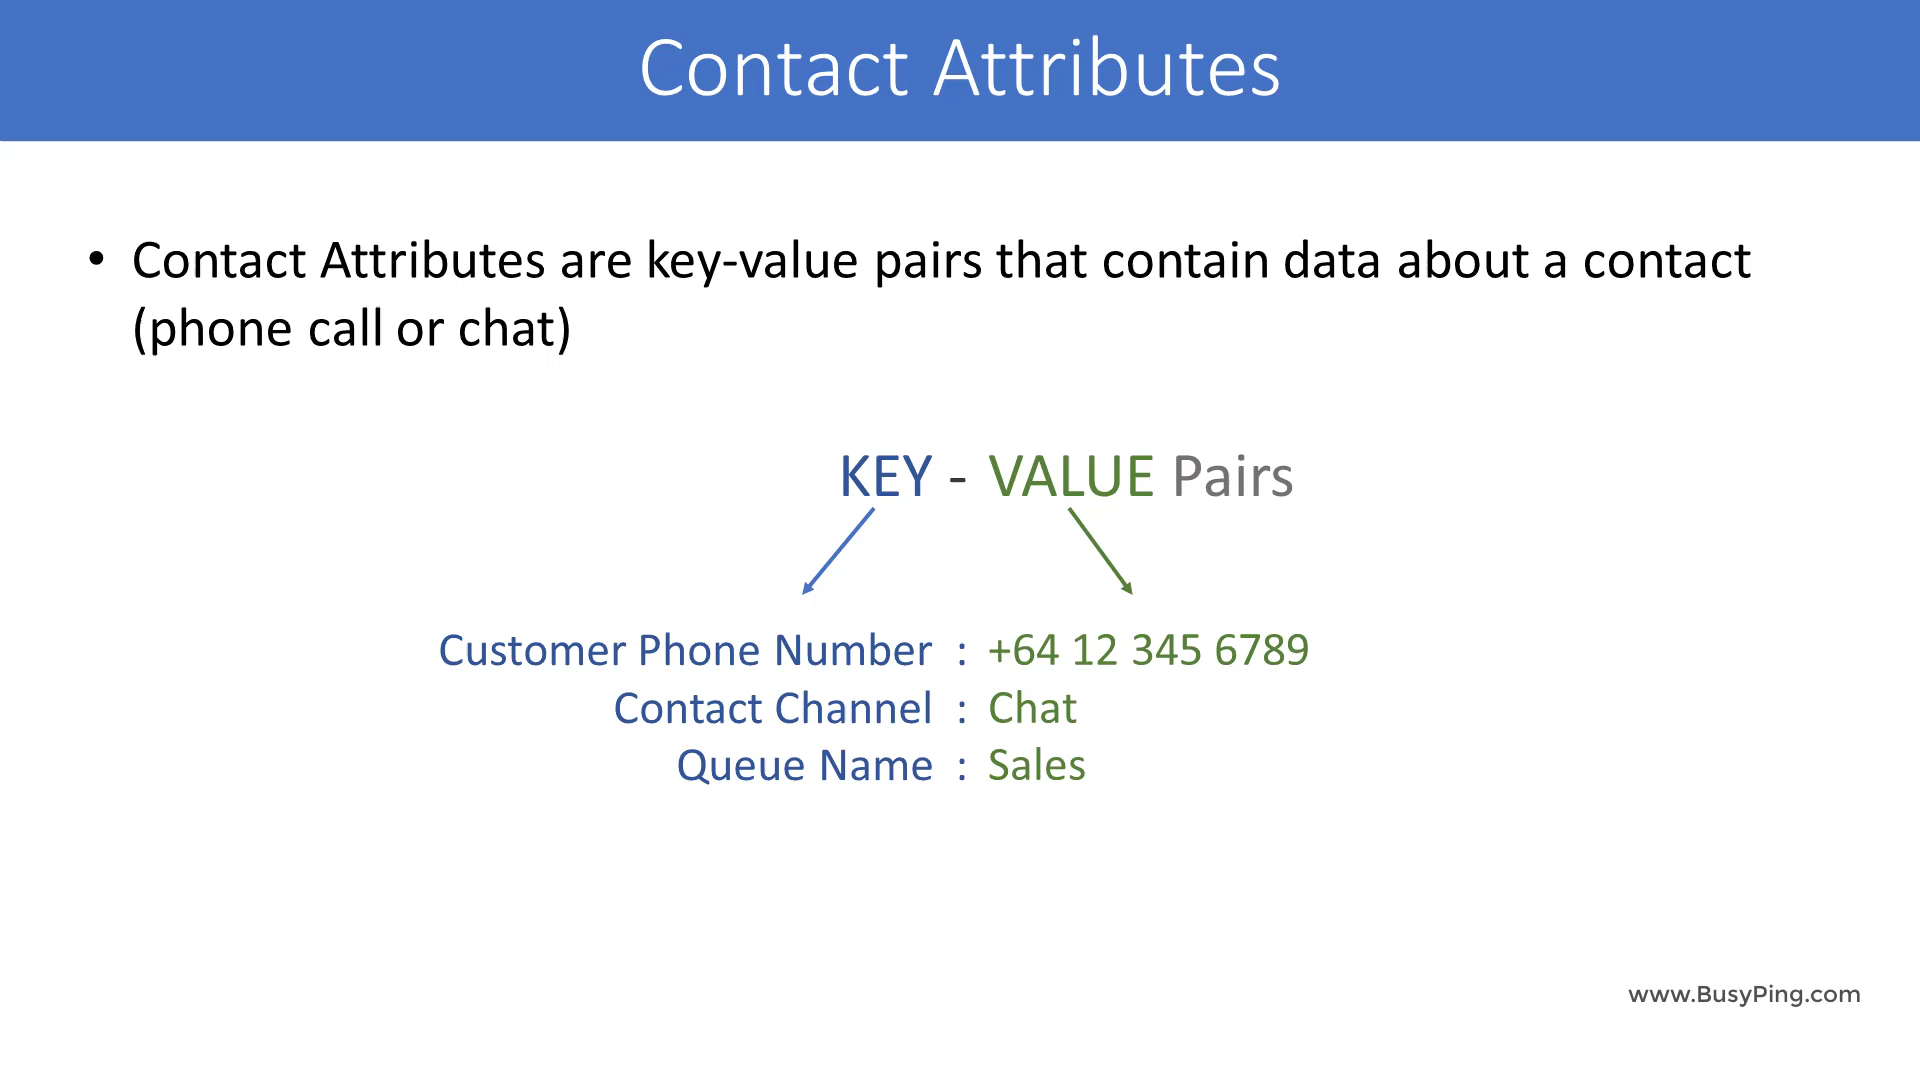 Contact Attributes
• Contact Attributes are key-value pairs that contain data about a contact
(phone call or chat)
KEY - VALUE Pairs
Customer Phone Number : +64 12 345 6789
Contact Channel : Chat
Queue Name : Sales
www.BusyPing.com